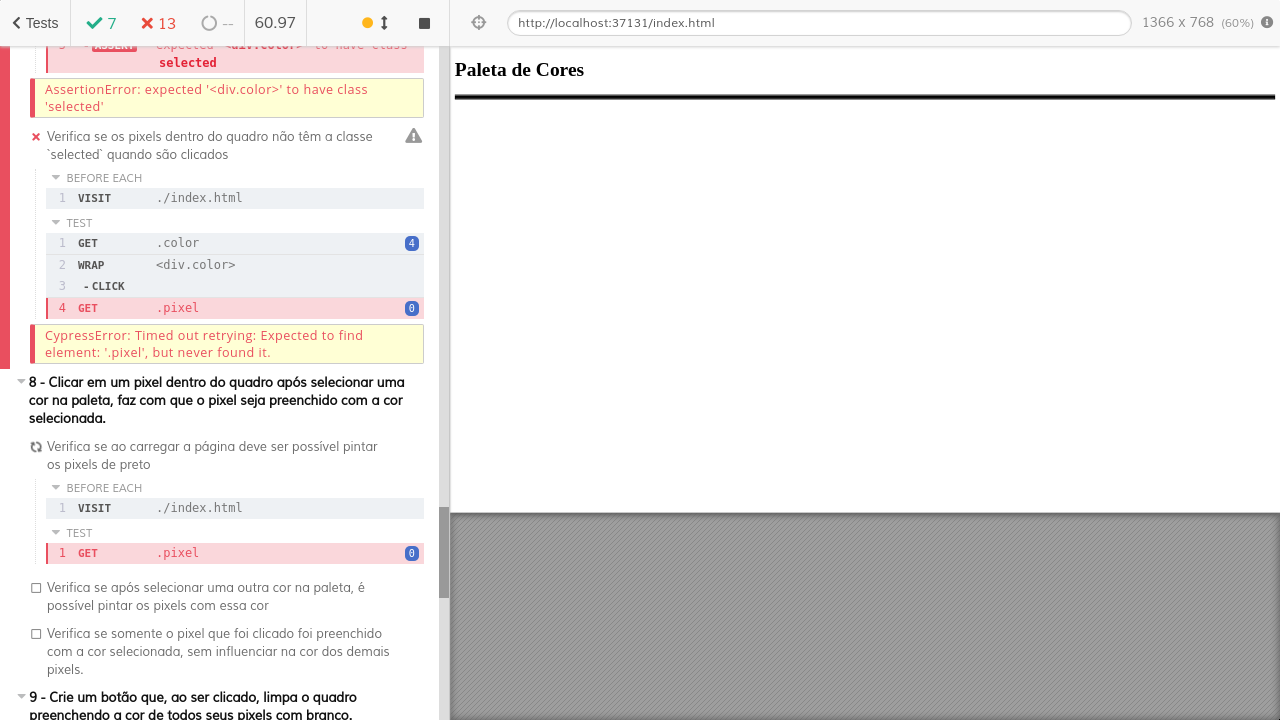 Tests
7
13
--
60.97
http://localhost:37131/index.html
1366 x 768 (60%)
3 - ASSERT expected '<div.color>' to have class
selected
AssertionError: expected '<div.color>' to have class
'selected'
Verifica se os pixels dentro do quadro não têm a classe
`selected` quando são clicados
BEFORE EACH
1 VISIT ./index.html
TEST
1 GET .color 4
2 WRAP <div.color>
3 - CLICK
4 GET .pixel 0
CypressError: Timed out retrying: Expected to find
element: '.pixel', but never found it.
8 - Clicar em um pixel dentro do quadro após selecionar uma
cor na paleta, faz com que o pixel seja preenchido com a cor
selecionada.
Verifica se ao carregar a página deve ser possível pintar
os pixels de preto
BEFORE EACH
1 VISIT ./index.html
TEST
1 GET .pixel 0
Verifica se após selecionar uma outra cor na paleta, é
possível pintar os pixels com essa cor
Verifica se somente o pixel que foi clicado foi preenchido
com a cor selecionada, sem influenciar na cor dos demais
pixels.
9 - Crie um botão que, ao ser clicado, limpa o quadro
preenchendo a cor de todos seus pixels com branco.
Paleta de Cores